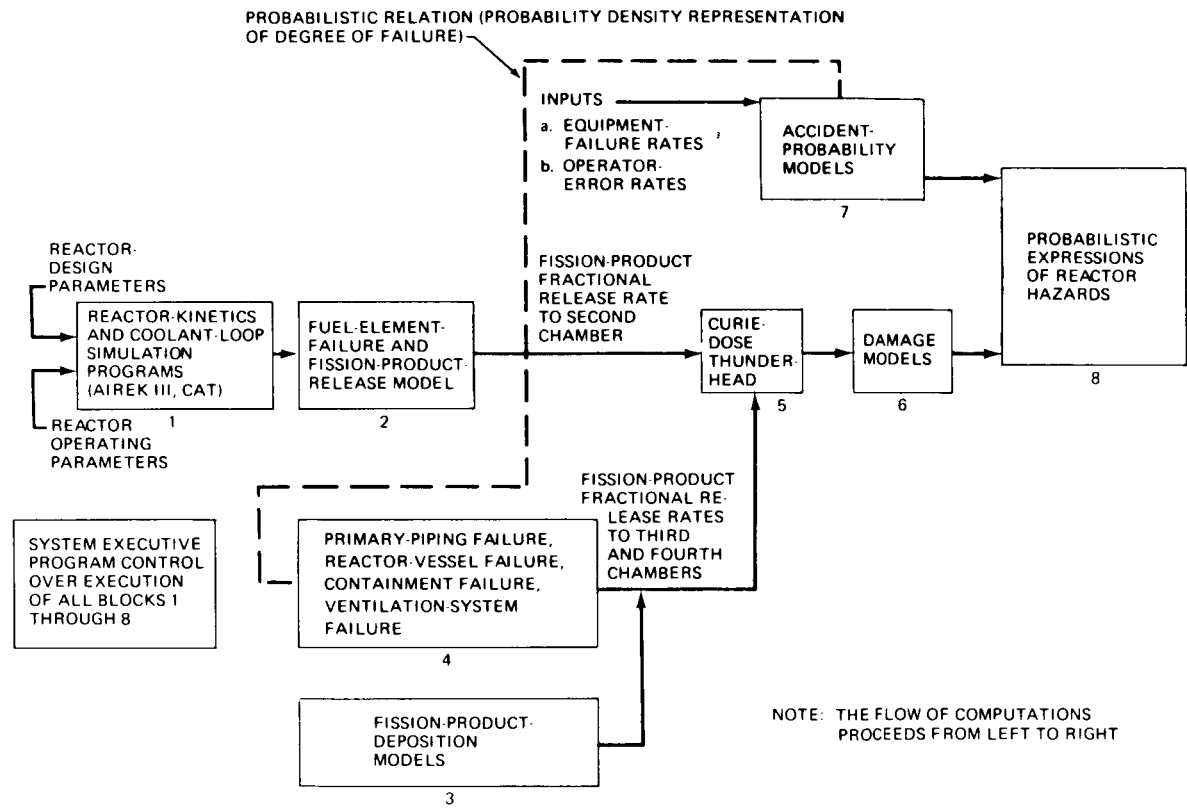 PROBABILISTIC RELATION (PROBABILITY DENSITY REPRESENTATION
OF DEGREE OF FAILURE)
INPUTS
a. EQUIPMENT-
FAILURE RATES
b. OPERATOR-
ERROR RATES
ACCIDENT-
PROBABILITY
MODELS
7
PROBABILISTIC
EXPRESSIONS
OF REACTOR
HAZARDS
8
REACTOR-
DESIGN
PARAMETERS
REACTOR-KINETICS
AND COOLANT-LOOP
SIMULATION
PROGRAMS
(AIREK III, CAT)
1
REACTOR
OPERATING
PARAMETERS
FUEL-ELEMENT-
FAILURE AND
FISSION-PRODUCT-
RELEASE MODEL
2
FISSION-PRODUCT
FRACTIONAL
RELEASE RATE
TO SECOND
CHAMBER
CURIE-
DOSE
THUNDER-
HEAD
5
DAMAGE
MODELS
6
FISSION-PRODUCT
FRACTIONAL RE-
LEASE RATES
TO THIRD
AND FOURTH
CHAMBERS
SYSTEM EXECUTIVE
PROGRAM CONTROL
OVER EXECUTION
OF ALL BLOCKS 1
THROUGH 8
PRIMARY-PIPING FAILURE,
REACTOR-VESSEL FAILURE,
CONTAINMENT FAILURE,
VENTILATION-SYSTEM
FAILURE
4
FISSION-PRODUCT-
DEPOSITION
MODELS
3
NOTE: THE FLOW OF COMPUTATIONS
PROCEEDS FROM LEFT TO RIGHT